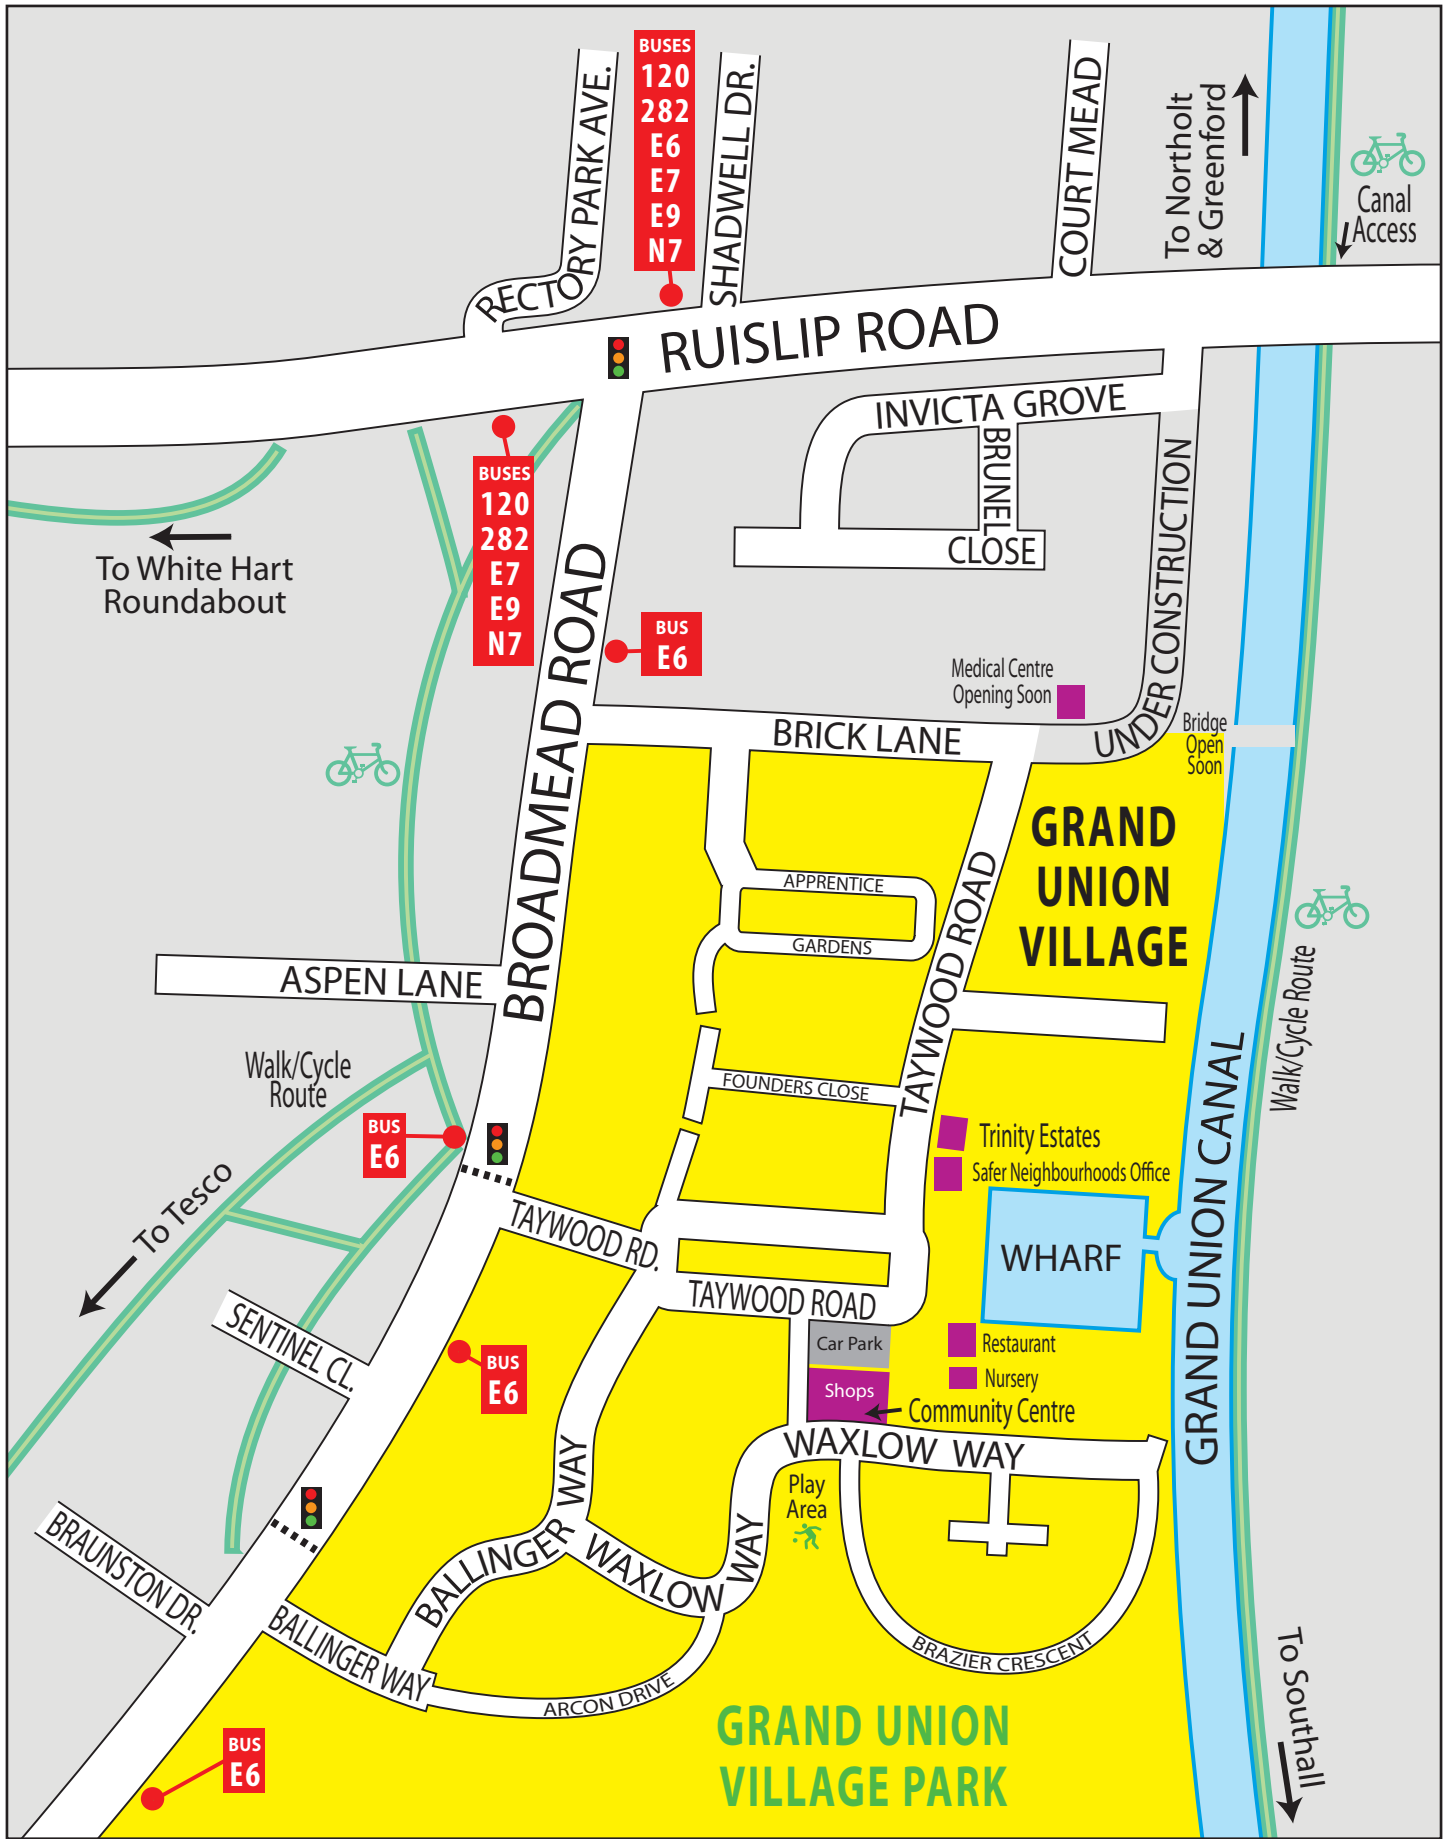 BUSES
120
282
E6
E7
E9
N7
RECTORY PARK AVE.
SHADWELL DR.
COURT MEAD
To Northolt
& Greenford
Canal
Access
RUISLIP ROAD
INVICTA GROVE
BRUNEL
CLOSE
BUSES
120
282
E7
E9
N7
To White Hart
Roundabout
BROADMEAD ROAD
BUS
E6
UNDER CONSTRUCTION
Medical Centre
Opening Soon
Bridge
Open
Soon
BRICK LANE
GRAND
UNION
VILLAGE
APPRENTICE
GARDENS
TAYWOOD ROAD
ASPEN LANE
Walk/Cycle Route
GRAND UNION CANAL
Walk/Cycle
Route
FOUNDERS CLOSE
BUS
E6
Trinity Estates
Safer Neighbourhoods Office
To Tesco
TAYWOOD RD.
WHARF
TAYWOOD ROAD
SENTINEL CL.
Car Park
Restaurant
Shops
Nursery
BUS
E6
Community Centre
WAXLOW WAY
Play
Area
BALLINGER WAY
WAXLOW WAY
BRAUNSTON DR.
BALLINGER WAY
BRAZIER CRESCENT
ARCON DRIVE
To Southall
GRAND UNION
VILLAGE PARK
BUS
E6